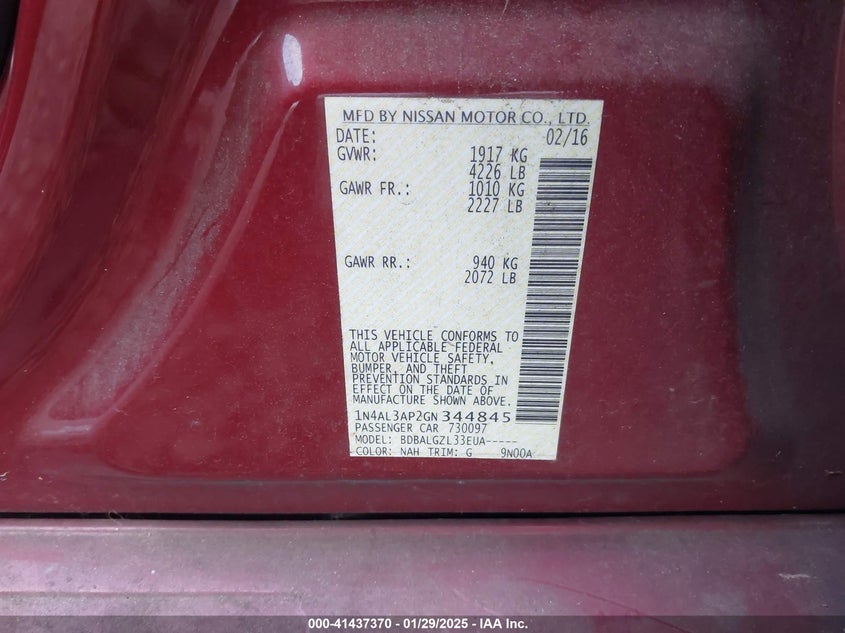 MFD BY NISSAN MOTOR CO., LTD.
DATE: 02/16
GVWR: 1917 KG
4226 LB
GAWR FR.: 1010 KG
2227 LB
GAWR RR.: 940 KG
2072 LB
THIS VEHICLE CONFORMS TO
ALL APPLICABLE FEDERAL
MOTOR VEHICLE SAFETY,
BUMPER, AND THEFT
PREVENTION STANDARDS IN
EFFECT ON THE DATE OF
MANUFACTURE SHOWN ABOVE.
1N4AL3AP2GN344845
PASSENGER CAR 730097
MODEL: BDBALGZL33EUA-----
COLOR: NAH TRIM: G 9N00A
000-41437370 - 01/29/2025 - IAA Inc.